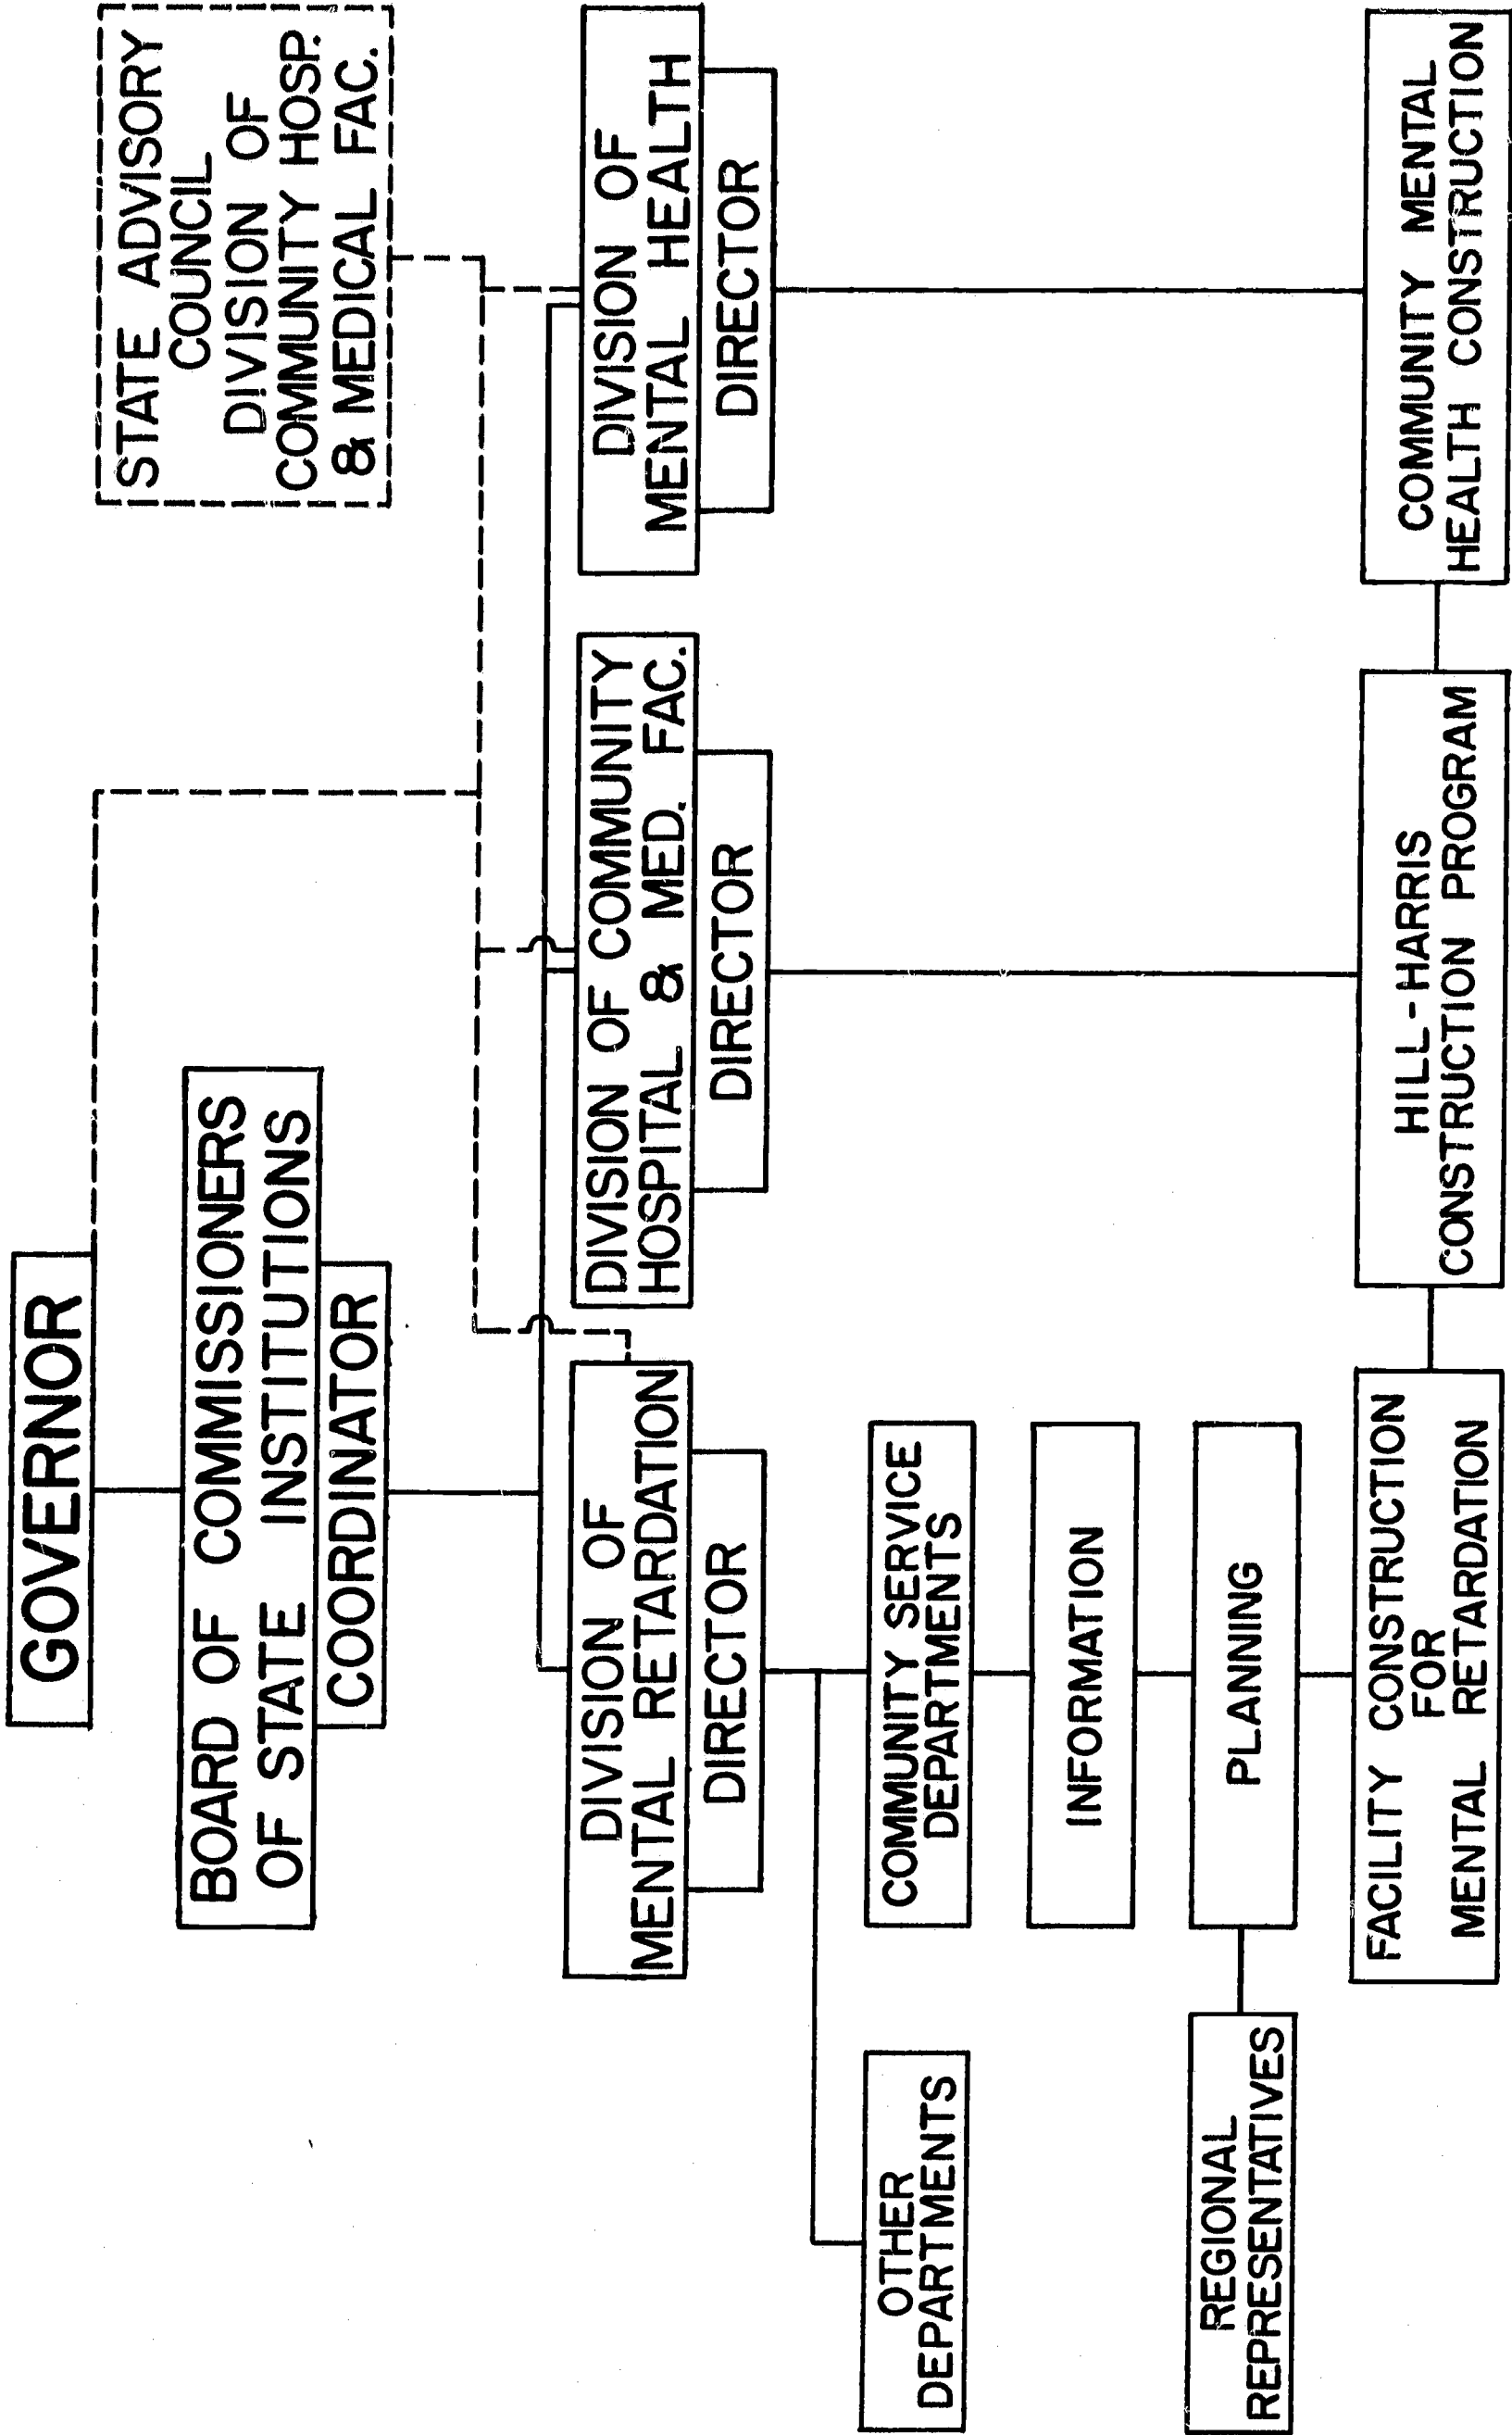 GOVERNOR
BOARD OF COMMISSIONERS
OF STATE INSTITUTIONS
COORDINATOR
STATE ADVISORY
COUNCIL
DIVISION OF
COMMUNITY HOSP.
& MEDICAL FAC.
DIVISION OF
MENTAL RETARDATION
DIRECTOR
DIVISION OF COMMUNITY
HOSPITAL & MED. FAC.
DIRECTOR
DIVISION OF
MENTAL HEALTH
DIRECTOR
OTHER
DEPARTMENTS
COMMUNITY SERVICE
DEPARTMENTS
INFORMATION
REGIONAL
REPRESENTATIVES
PLANNING
FACILITY CONSTRUCTION
FOR
MENTAL RETARDATION
HILL-HARRIS
CONSTRUCTION PROGRAM
COMMUNITY MENTAL
HEALTH CONSTRUCTION